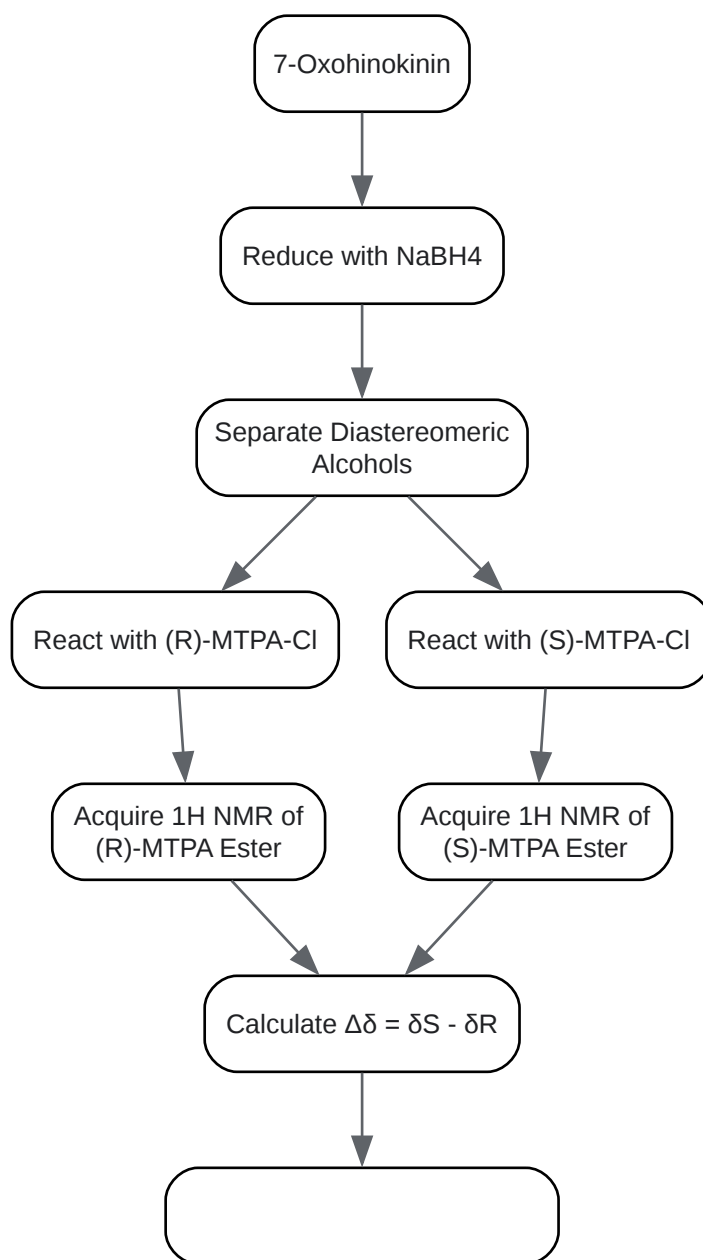 7-Oxohinokinin
Reduce with NaBH4
Separate Diastereomeric
Alcohols
React with (R)-MTPA-Cl
React with (S)-MTPA-Cl
Acquire 1H NMR of
(R)-MTPA Ester
Acquire 1H NMR of
(S)-MTPA Ester
Calculate Δδ = δS - δR